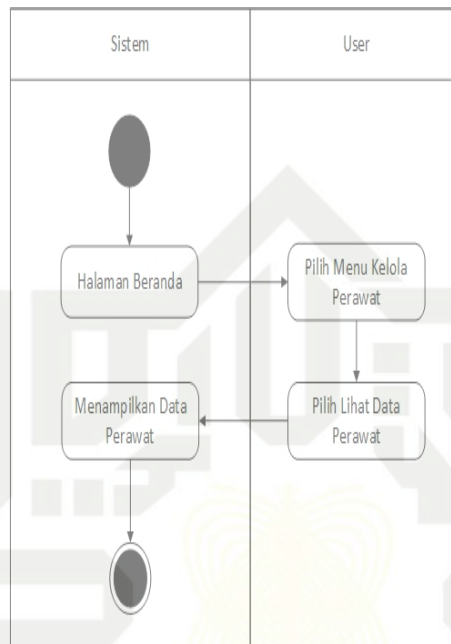 Sistem
User
Halaman Beranda
Pilih Menu Kelola
Perawat
Pilih Lihat Data
Perawat
Menampilkan Data
Perawat